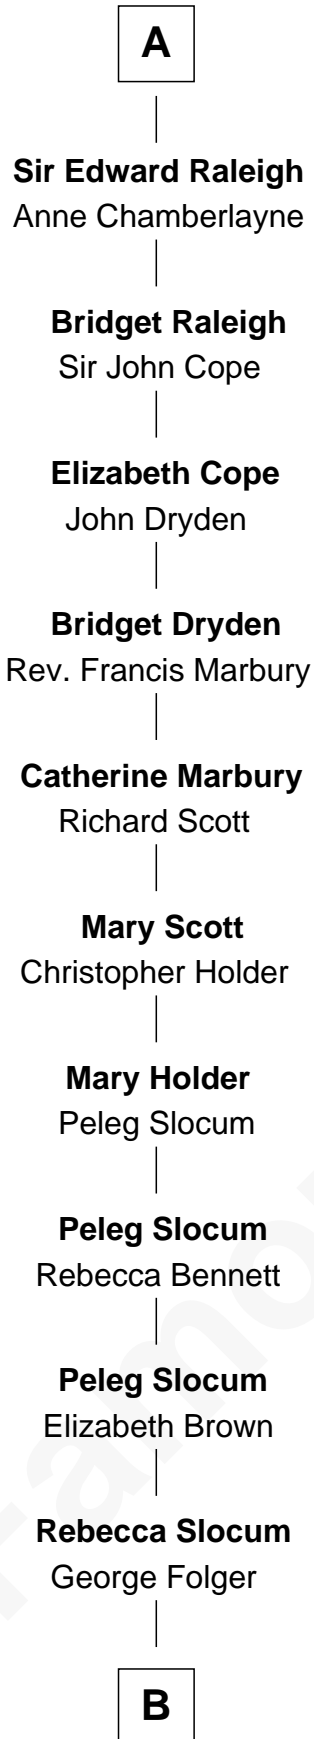 A
Sir Edward Raleigh
Anne Chamberlayne
Bridget Raleigh
Sir John Cope
Elizabeth Cope
John Dryden
Bridget Dryden
Rev. Francis Marbury
Catherine Marbury
Richard Scott
Mary Scott
Christopher Holder
Mary Holder
Peleg Slocum
Peleg Slocum
Rebecca Bennett
Peleg Slocum
Elizabeth Brown
Rebecca Slocum
George Folger
B